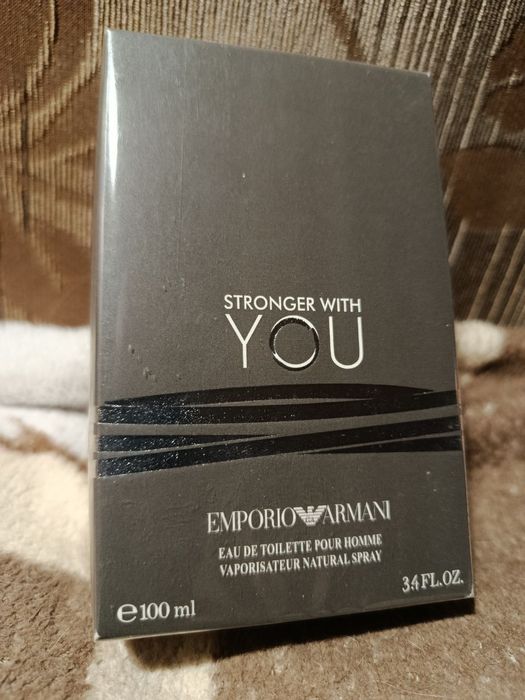 STRONGER WITH
YOU
EMPORIO ARMANI
EAU DE TOILETTE POUR HOMME
VAPORISATEUR NATURAL SPRAY
3.4 FL.OZ.
e 100 ml